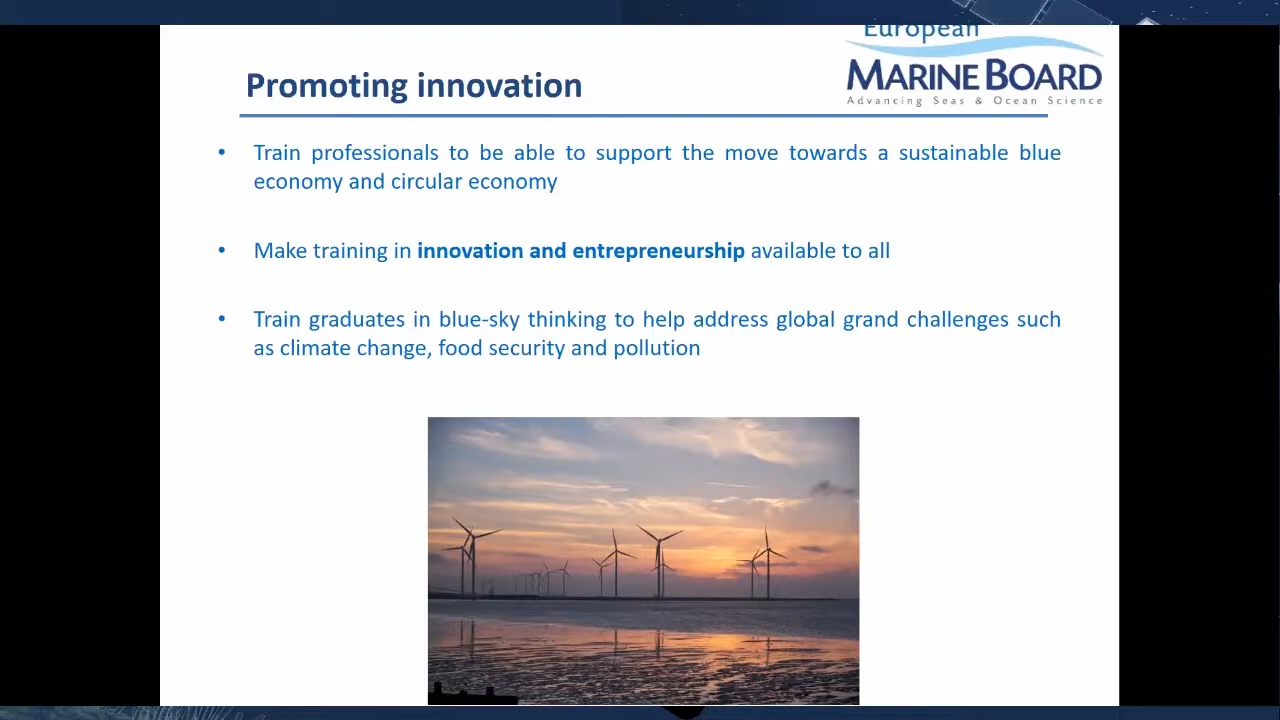 European
MARINE BOARD
Advancing Seas & Ocean Science
Promoting innovation
• Train professionals to be able to support the move towards a sustainable blue
economy and circular economy
• Make training in innovation and entrepreneurship available to all
• Train graduates in blue-sky thinking to help address global grand challenges such
as climate change, food security and pollution